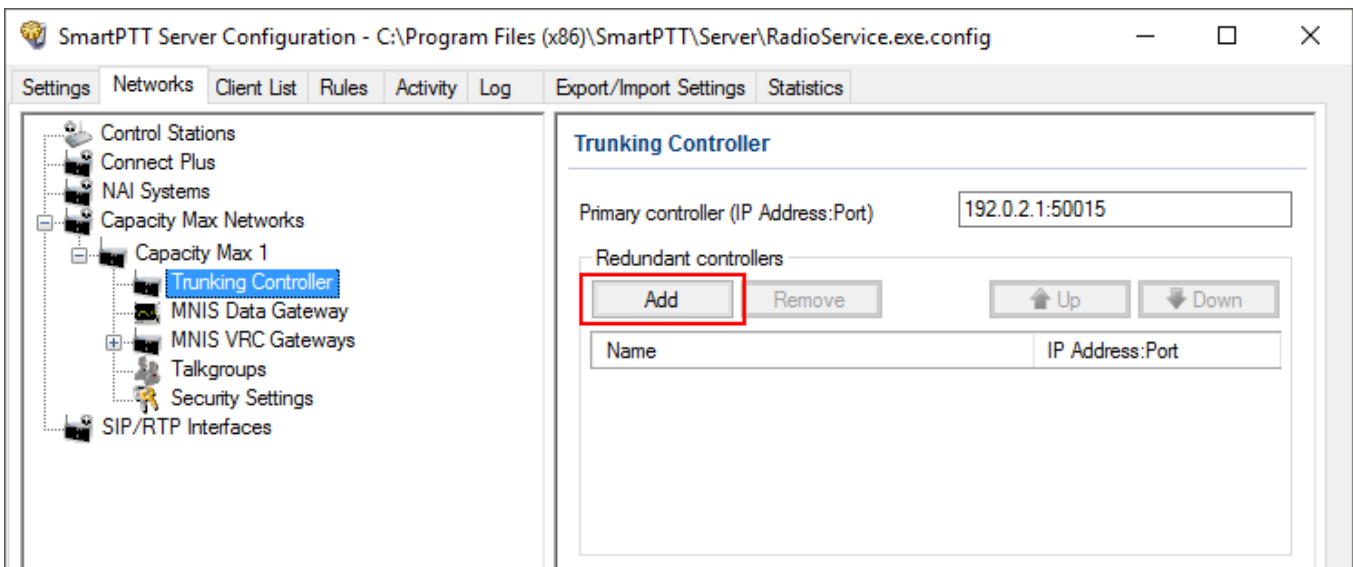 SmartPTT Server Configuration - C:\Program Files (x86)\SmartPTT\Server\RadioService.exe.config
Settings Networks Client List Rules Activity Log Export/Import Settings Statistics
Control Stations
Connect Plus
NAI Systems
Capacity Max Networks
Capacity Max 1
Trunking Controller
MNIS Data Gateway
MNIS VRC Gateways
Talkgroups
Security Settings
SIP/RTP Interfaces
Trunking Controller
Primary controller (IP Address:Port) 192.0.2.1:50015
Redundant controllers
Add Remove Up Down
Name IP Address:Port